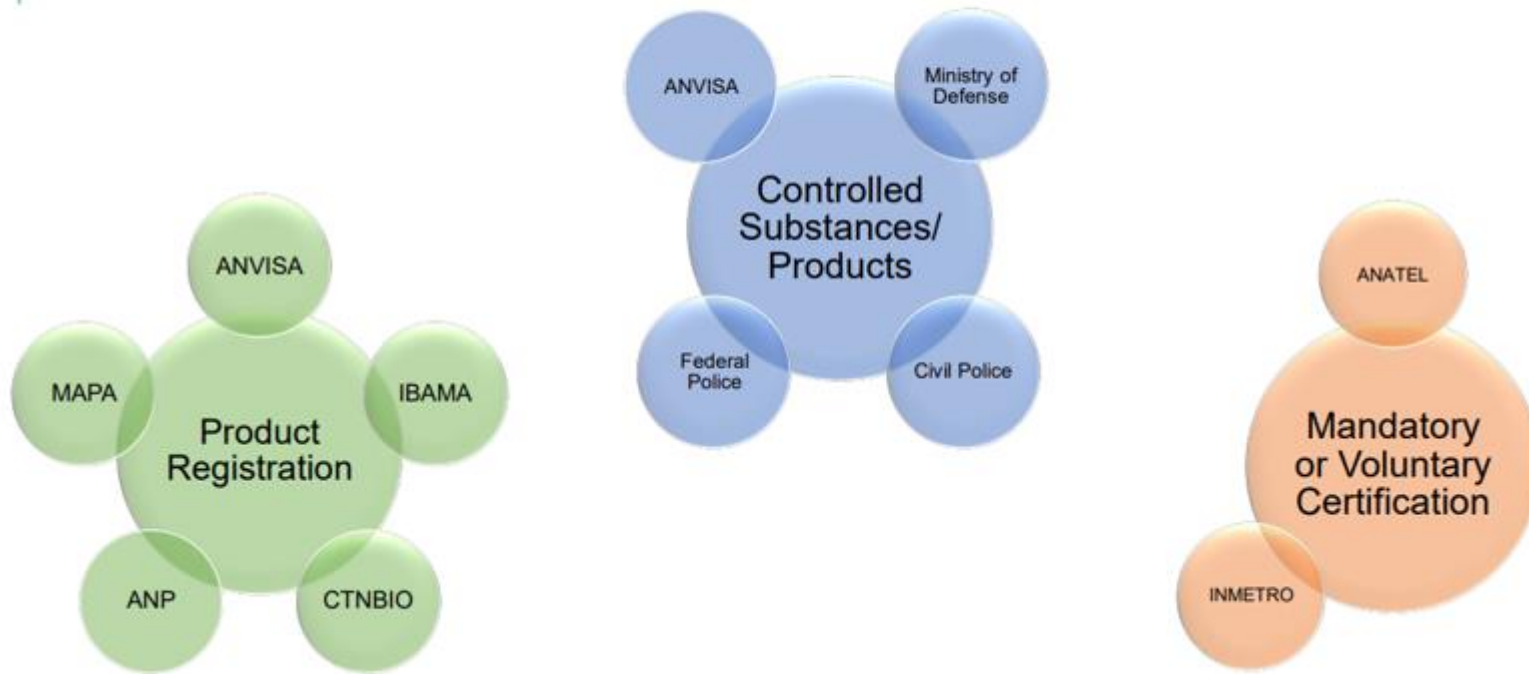 ANVISA
MAPA
IBAMA
Product
Registration
ANP
CTNBIO
ANVISA
Ministry of
Defense
Controlled
Substances/
Products
Federal
Police
Civil Police
ANATEL
Mandatory
or Voluntary
Certification
INMETRO